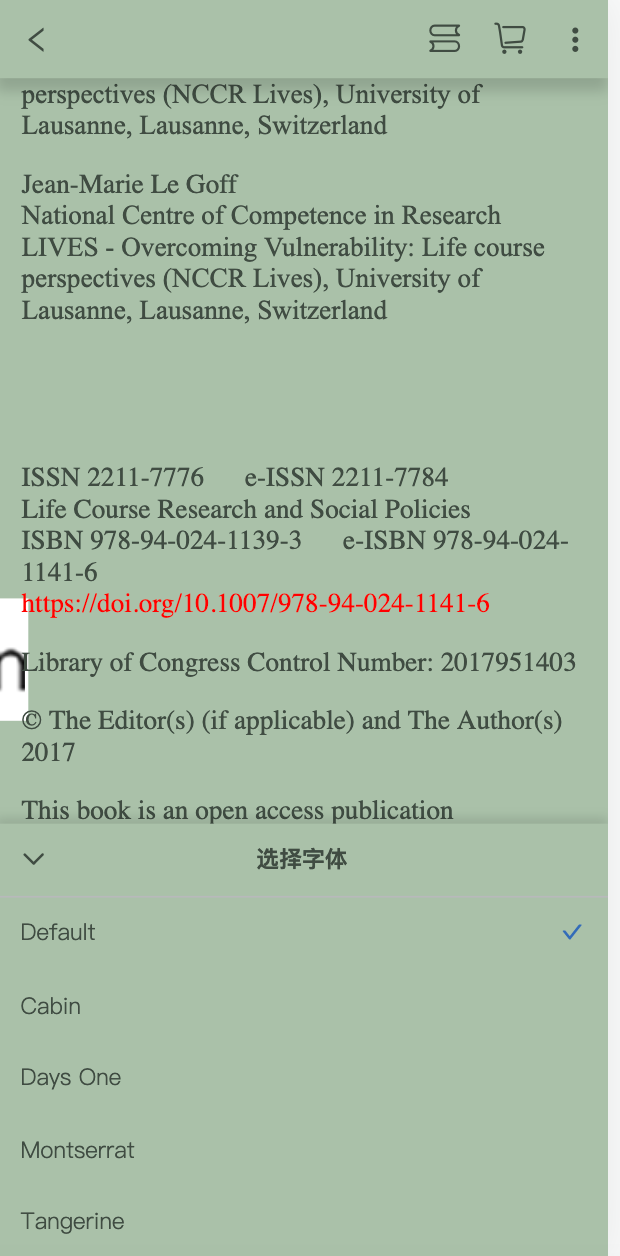 perspectives (NCCR Lives), University of
Lausanne, Lausanne, Switzerland
Jean-Marie Le Goff
National Centre of Competence in Research
LIVES - Overcoming Vulnerability: Life course
perspectives (NCCR Lives), University of
Lausanne, Lausanne, Switzerland
ISSN 2211-7776 e-ISSN 2211-7784
Life Course Research and Social Policies
ISBN 978-94-024-1139-3 e-ISBN 978-94-024-
1141-6
https://doi.org/10.1007/978-94-024-1141-6
Library of Congress Control Number: 2017951403
© The Editor(s) (if applicable) and The Author(s)
2017
This book is an open access publication
选择字体
Default
Cabin
Days One
Montserrat
Tangerine